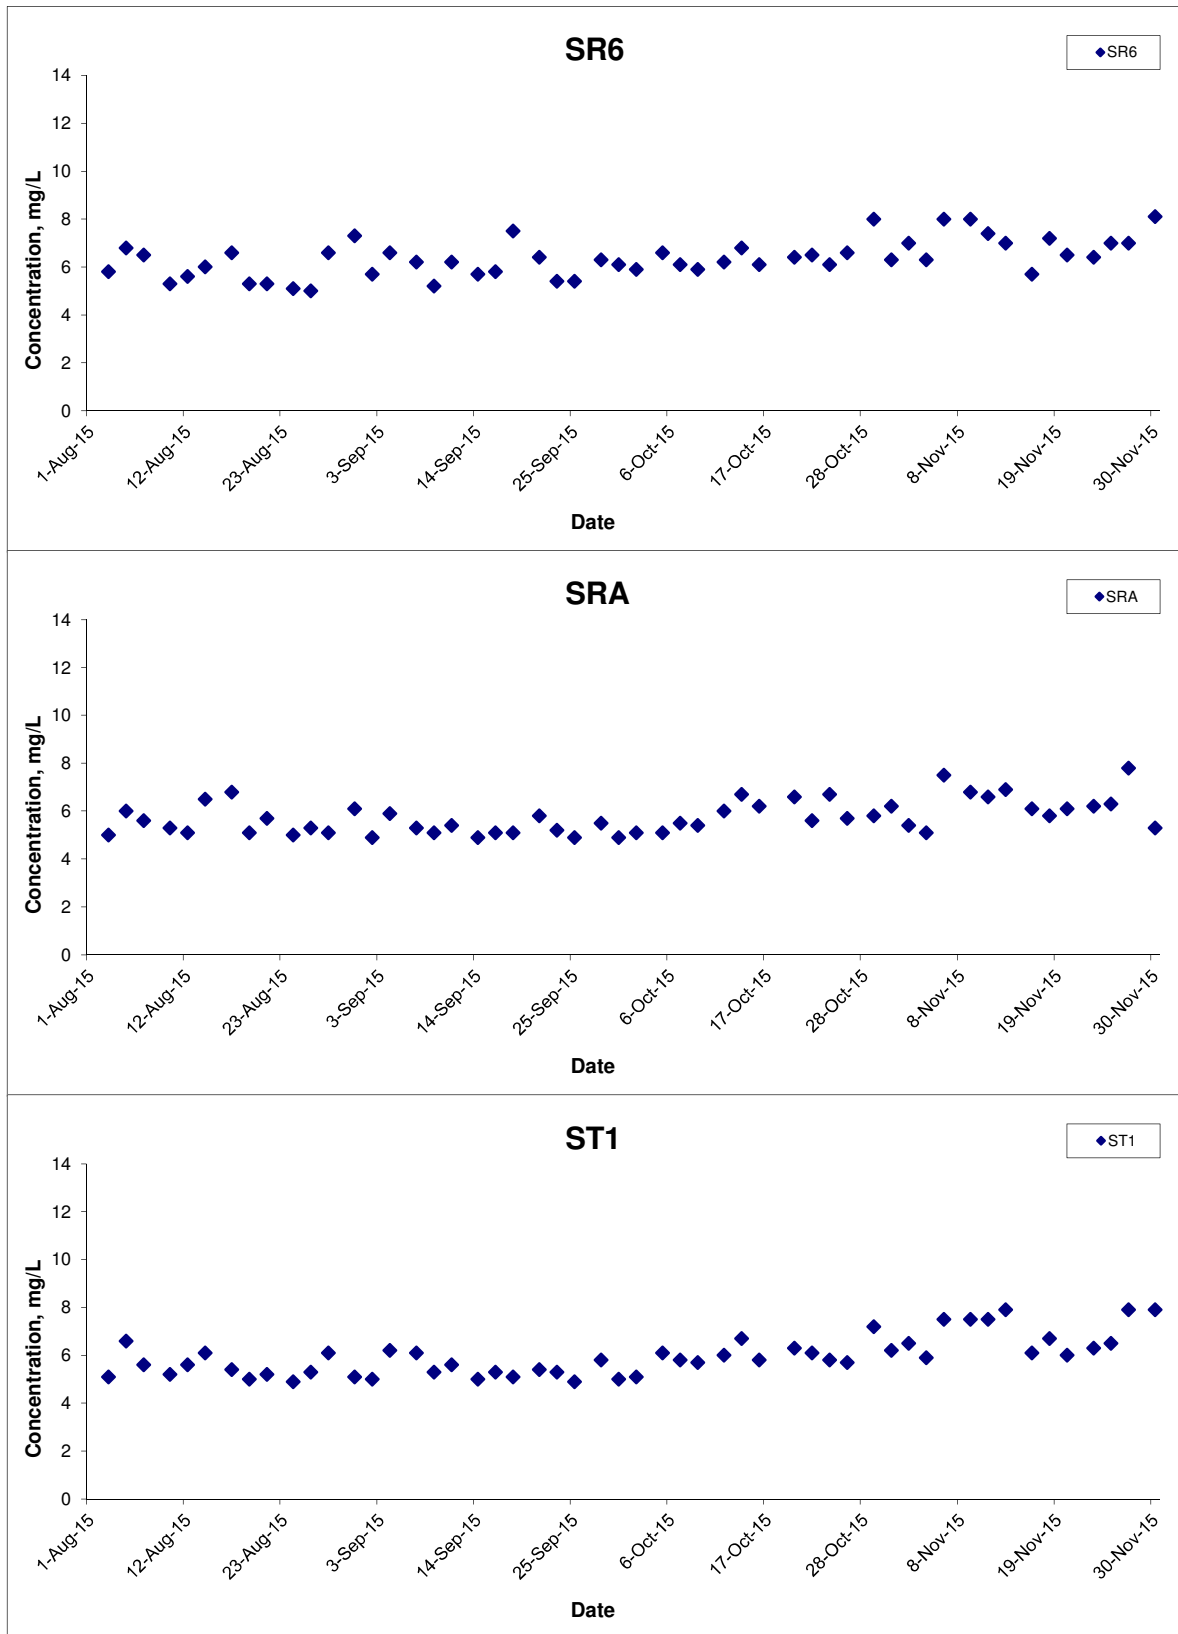 SR6
SR6
14
12
10
8
6
4
2
0
Concentration, mg/L
1-Aug-15
12-Aug-15
23-Aug-15
3-Sep-15
14-Sep-15
25-Sep-15
6-Oct-15
17-Oct-15
28-Oct-15
8-Nov-15
19-Nov-15
30-Nov-15
Date
SRA
SRA
14
12
10
8
6
4
2
0
Concentration, mg/L
1-Aug-15
12-Aug-15
23-Aug-15
3-Sep-15
14-Sep-15
25-Sep-15
6-Oct-15
17-Oct-15
28-Oct-15
8-Nov-15
19-Nov-15
30-Nov-15
Date
ST1
ST1
14
12
10
8
6
4
2
0
Concentration, mg/L
1-Aug-15
12-Aug-15
23-Aug-15
3-Sep-15
14-Sep-15
25-Sep-15
6-Oct-15
17-Oct-15
28-Oct-15
8-Nov-15
19-Nov-15
30-Nov-15
Date